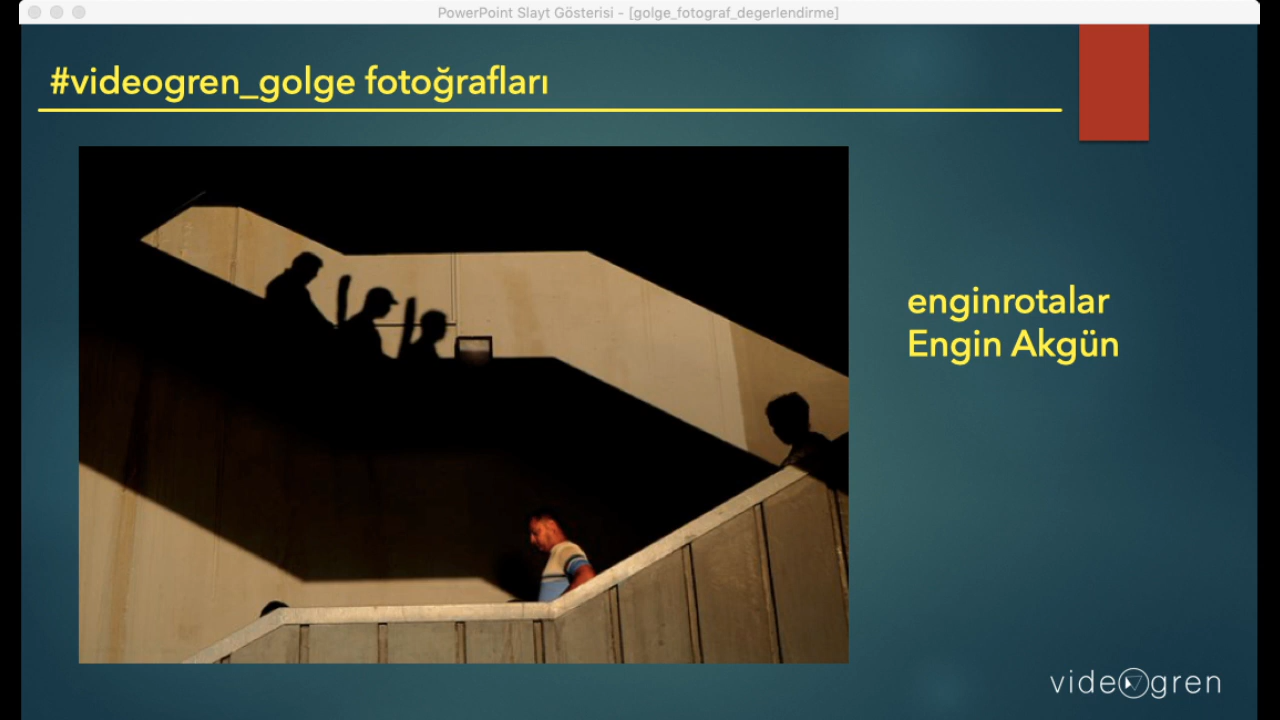 PowerPoint Slayt Gösterisi - [golge_fotograf_degerlendirme]
#videogren_golge fotoğrafları
enginrotalar
Engin Akgün
videogren